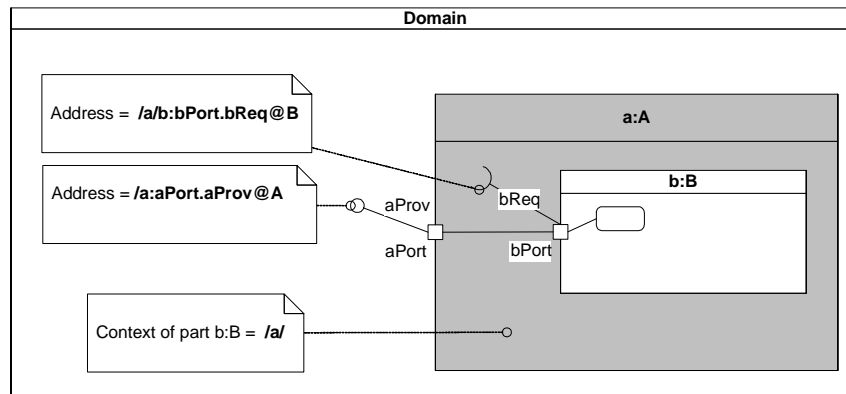 Domain
Address = /a/b:bPort.bReq@B
a:A
Address = /a:aPort.aProv@A
b:B
aProv
bReq
aPort
bPort
Context of part b:B = /a/